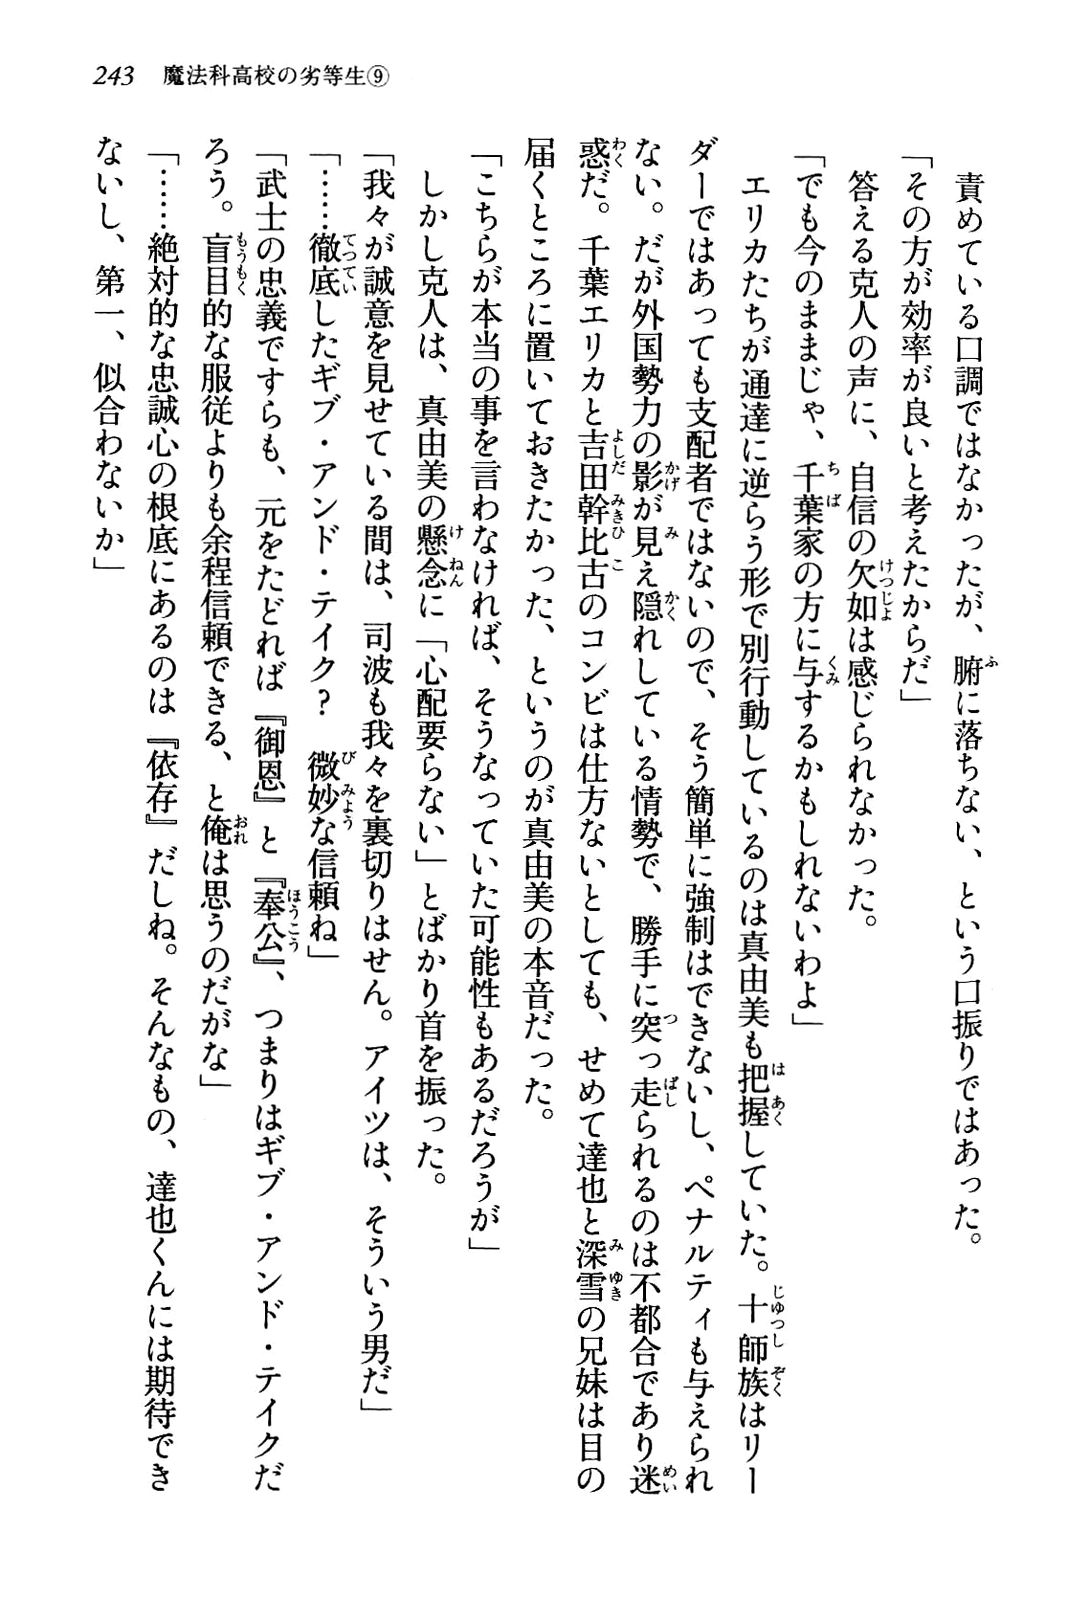 243　魔法科高校の劣等生⑨
　責めている口調ではなかったが、腑に落ちない、という口振りではあった。
「その方が効率が良いと考えたからだ」
　答える克人の声に、自信の欠如は感じられなかった。
「でも今のままじゃ、千葉家の方に与するかもしれないわよ」
　エリカたちが通達に逆らう形で別行動しているのは真由美も把握していた。十師族はリー
ダーではあっても支配者ではないので、そう簡単に強制はできないし、ペナルティも与えられ
ない。だが外国勢力の影が見え隠れしている情勢で、勝手に突っ走られるのは不都合であり迷
惑だ。千葉エリカと吉田幹比古のコンビは仕方ないとしても、せめて達也と深雪の兄妹は目の
届くところに置いておきたかった、というのが真由美の本音だった。
「こちらが本当の事を言わなければ、そうなっていた可能性もあるだろうが」
　しかし克人は、真由美の懸念に「心配要らない」とばかり首を振った。
「我々が誠意を見せている間は、司波も我々を裏切りはせん。アイツは、そういう男だ」
「……徹底したギブ・アンド・テイク？　微妙な信頼ね」
「武士の忠義ですらも、元をたどれば『御恩』と『奉公』、つまりはギブ・アンド・テイクだ
ろう。盲目的な服従よりも余程信頼できる、と俺は思うのだがな」
「……絶対的な忠誠心の根底にあるのは『依存』だしね。そんなもの、達也くんには期待でき
ないし、第一、似合わないか」